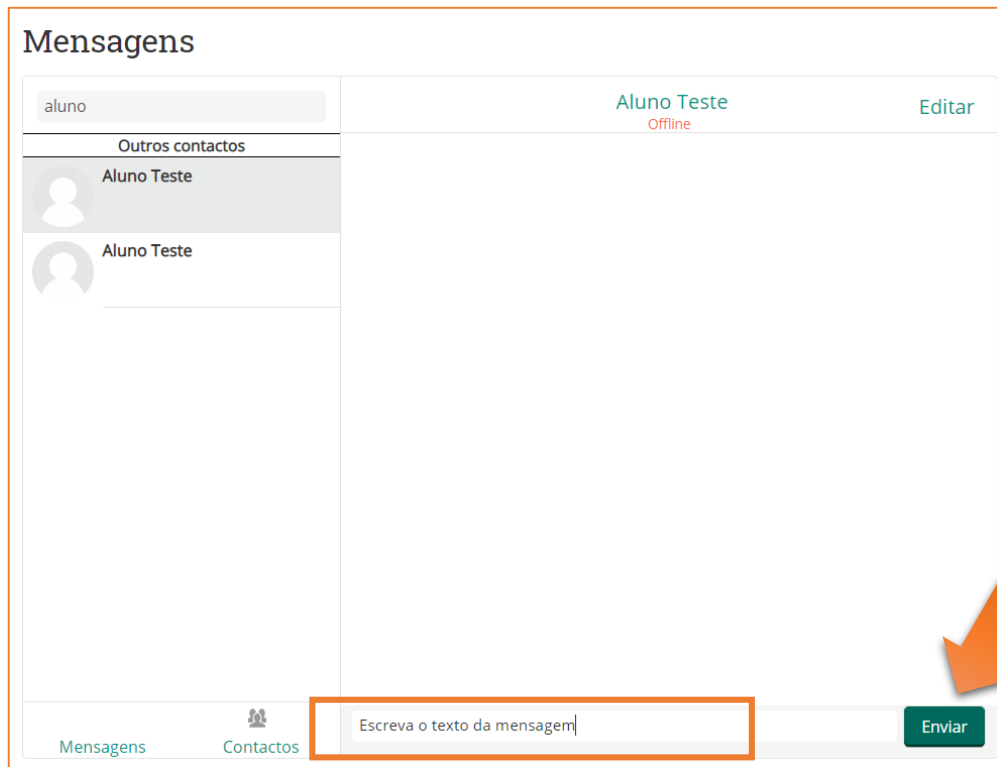 Mensagens
aluno
Outros contactos
Aluno Teste
Aluno Teste
Aluno Teste
Offline
Editar
Escreva o texto da mensagem
Enviar
Mensagens
Contactos